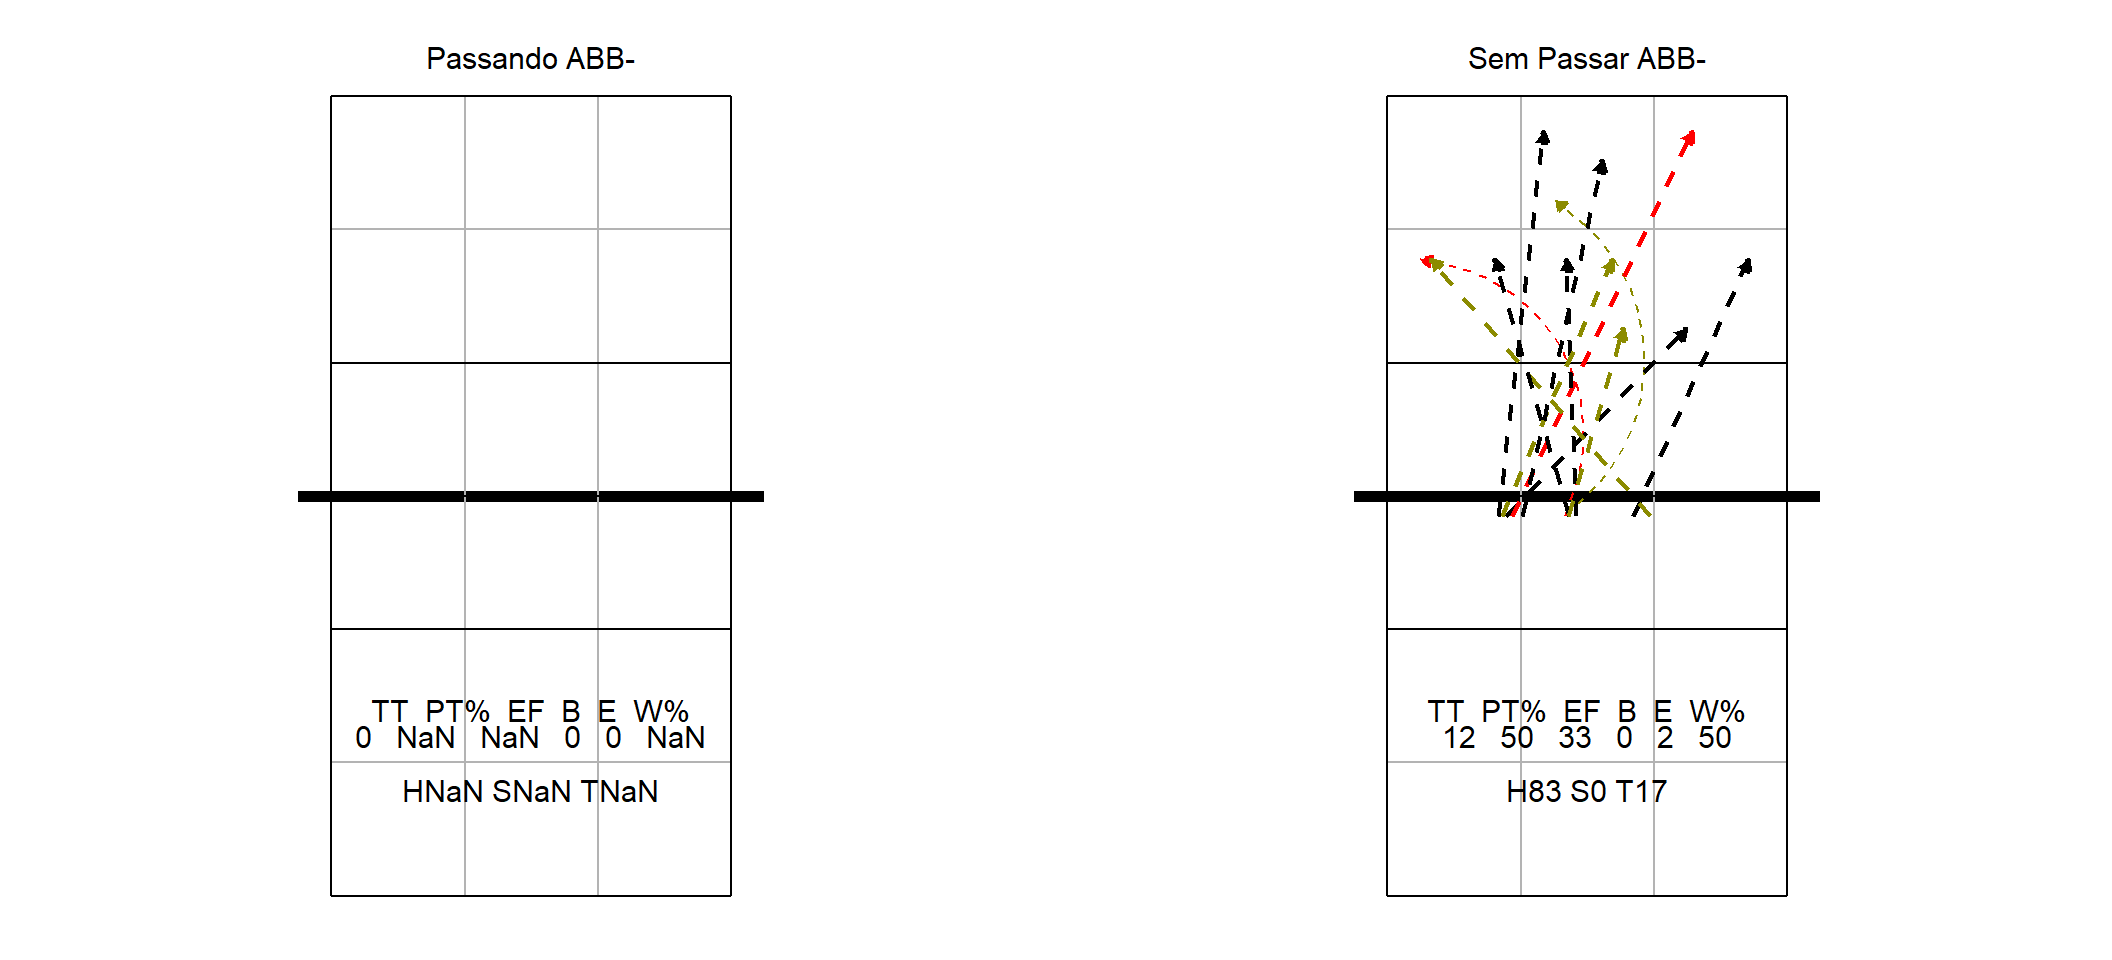 Passando ABB-
TT PT% EF B E W%
0 NaN NaN 0 0 NaN
HNaN SNaN TNaN
Sem Passar ABB-
TT PT% EF B E W%
12 50 33 0 2 50
H83 S0 T17